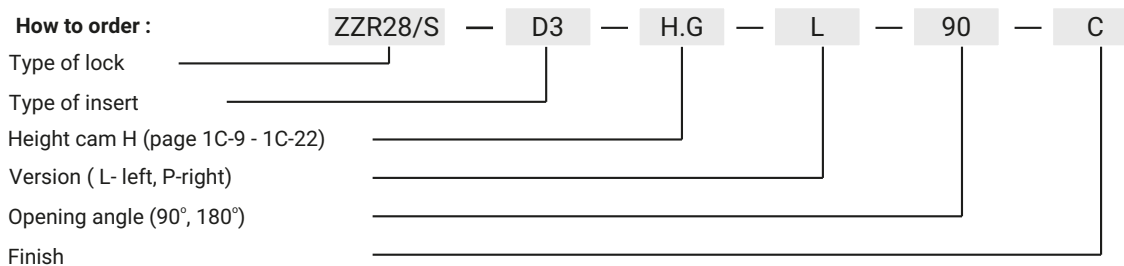 How to order : ZZR28/S — D3 — H.G — L — 90 — C
Type of lock
Type of insert
Height cam H (page 1C-9 - 1C-22)
Version ( L- left, P-right)
Opening angle (90°, 180°)
Finish